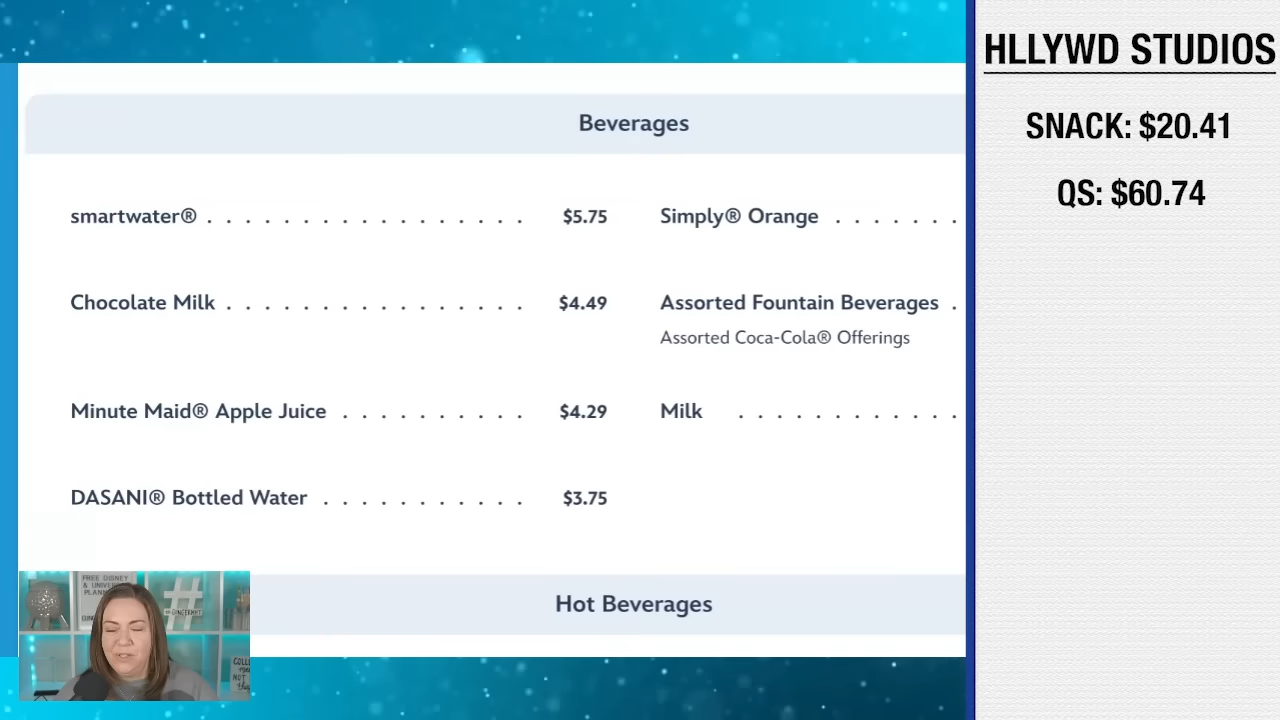 HLLYWD STUDIOS
SNACK: $20.41
QS: $60.74
Beverages
smartwater® . . . . . . . . . . . . . . . . . $5.75
Simply® Orange . . . . . . .
Chocolate Milk . . . . . . . . . . . . . . . . $4.49
Assorted Fountain Beverages .
Assorted Coca-Cola® Offerings
Minute Maid® Apple Juice . . . . . . . . . . $4.29
Milk . . . . . . . . . . . .
DASANI® Bottled Water . . . . . . . . . . . $3.75
Hot Beverages
FREE DISNEY
#